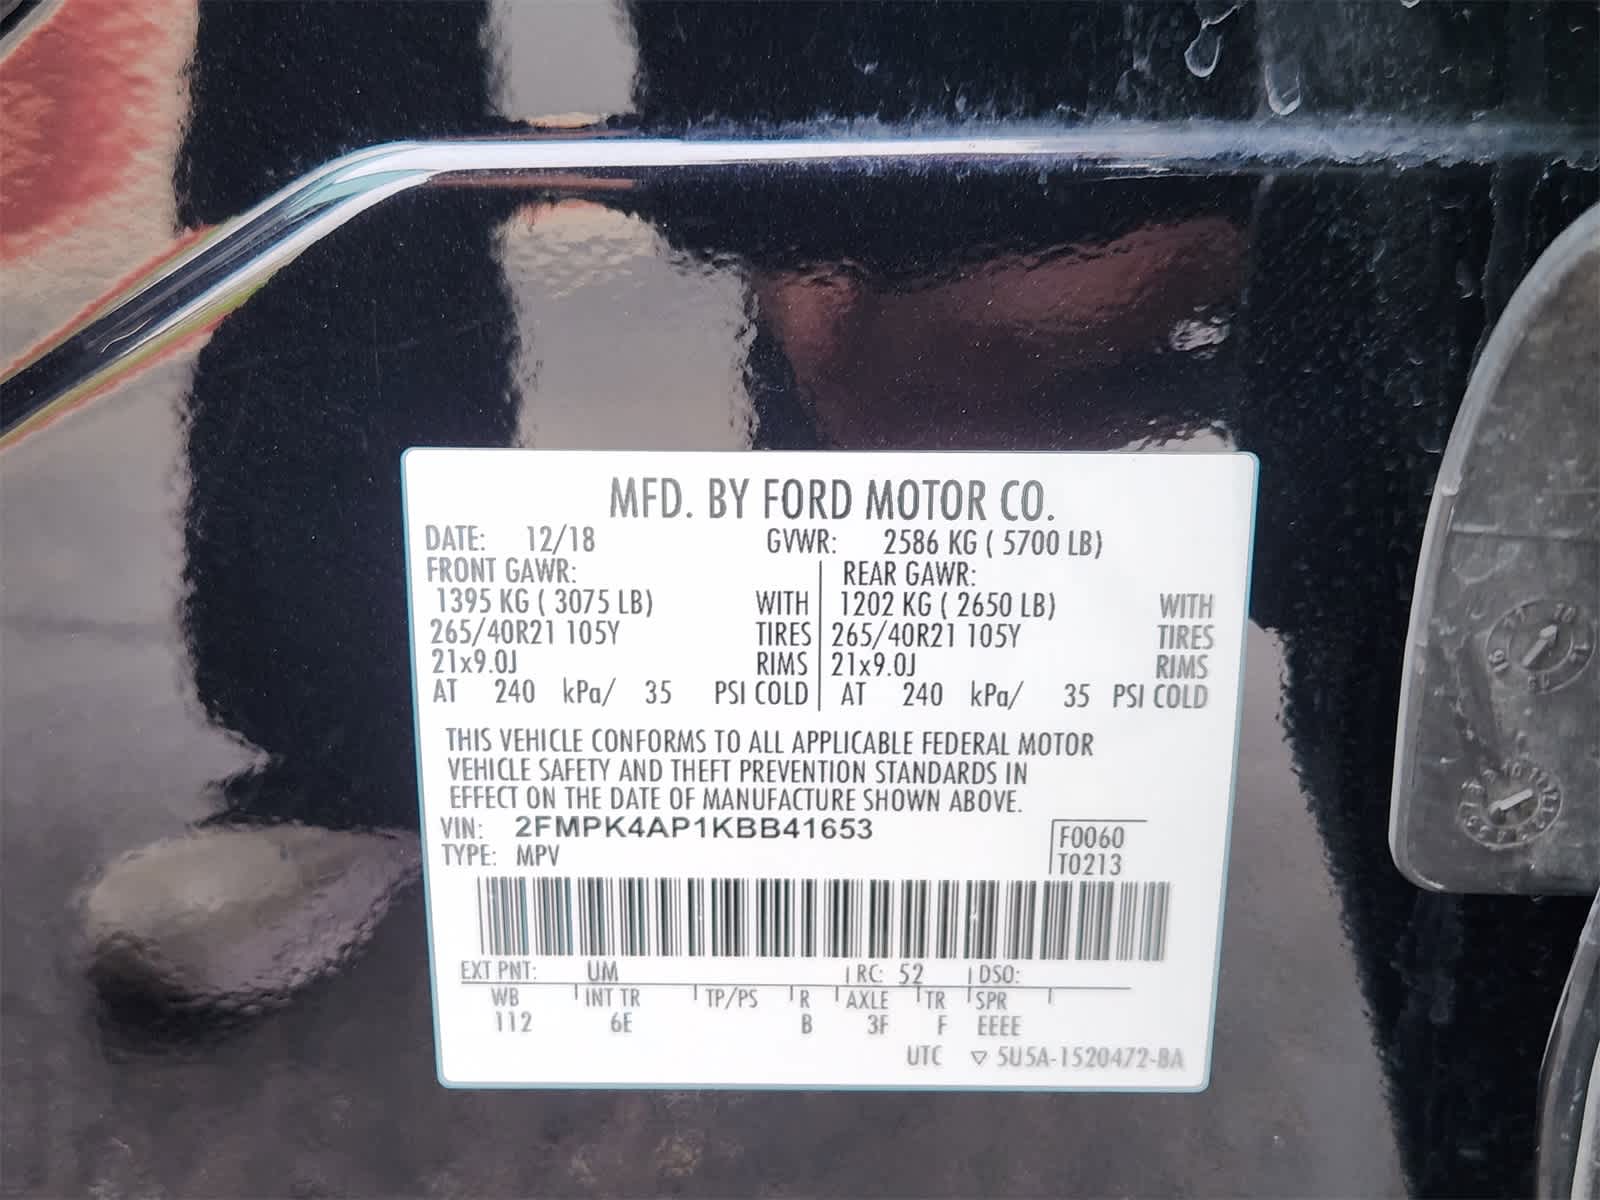 MFD. BY FORD MOTOR CO.
DATE: 12/18 GVWR: 2586 KG ( 5700 LB)
FRONT GAWR: REAR GAWR:
1395 KG ( 3075 LB) WITH 1202 KG ( 2650 LB) WITH
265/40R21 105Y TIRES 265/40R21 105Y TIRES
21x9.0J RIMS 21x9.0J RIMS
AT 240 kPa/ 35 PSI COLD AT 240 kPa/ 35 PSI COLD
THIS VEHICLE CONFORMS TO ALL APPLICABLE FEDERAL MOTOR
VEHICLE SAFETY AND THEFT PREVENTION STANDARDS IN
EFFECT ON THE DATE OF MANUFACTURE SHOWN ABOVE.
VIN: 2FMPK4AP1KBB41653
TYPE: MPV
F0060
T0213
EXT PNT: UM RC: 52 DSO:
WB INT TR TP/PS R AXLE TR SPR
112 6E B 3F F EEEE
UTC ▽ 5U5A-1520472-BA